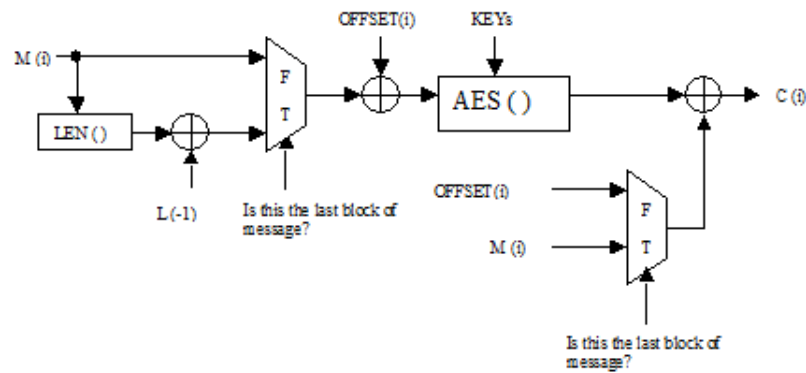 OFFSET(i)
KEYs
M (i)
F
T
AES ( )
C (i)
LEN ( )
L (-1)
Is this the last block of
message?
OFFSET(i)
F
M (i)
T
Is this the last block of
message?